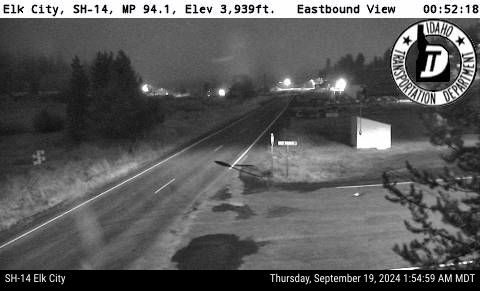 Elk City, SH-14, MP 94.1, Elev 3,939ft. Eastbound View 00:52:18
IDAHO
TRANSPORTATION DEPARTMENT
SH-14 Elk City Thursday, September 19, 2024 1:54:59 AM MDT